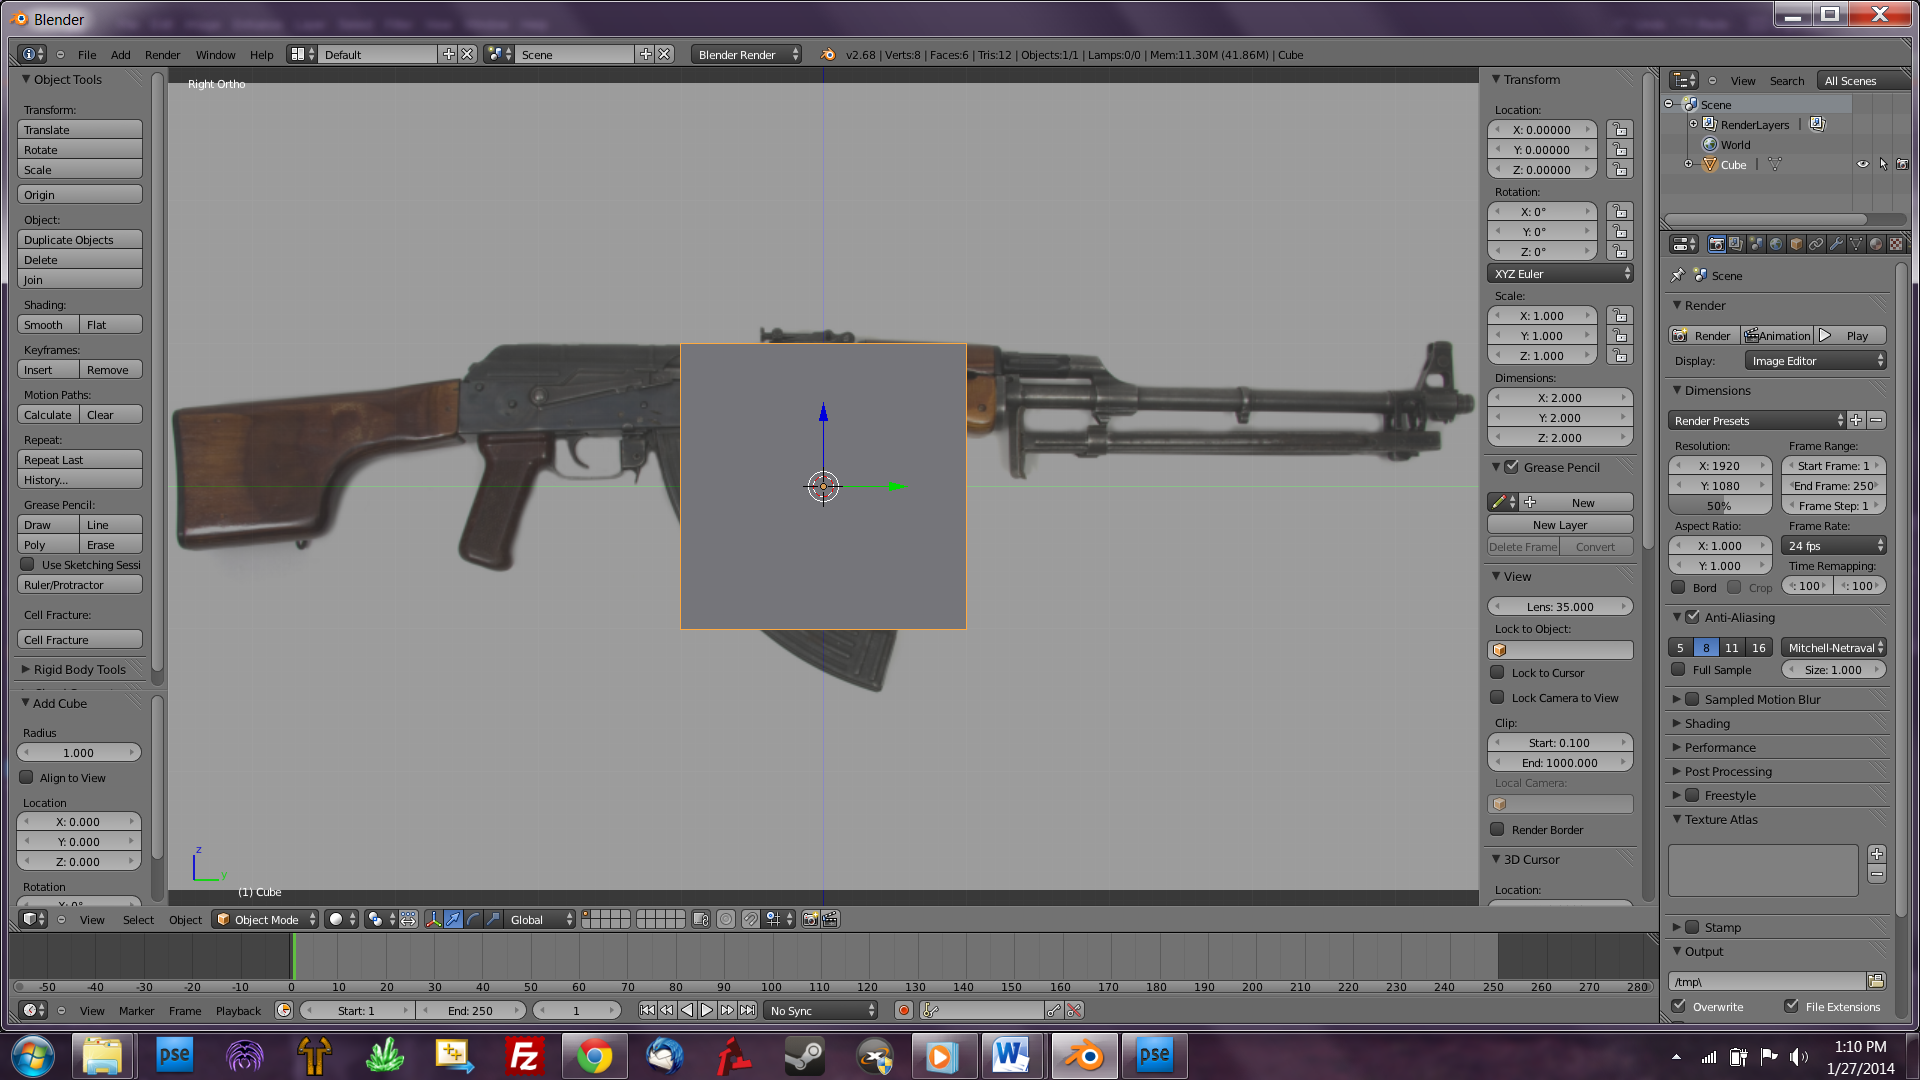 Blender
File Add Render Window Help Default Scene Blender Render v2.68 | Verts:8 | Faces:6 | Tris:12 | Objects:1/1 | Lamps:0/0 | Mem:11.30M (41.86M) | Cube
Object Tools
Transform:
Translate
Rotate
Scale
Origin
Object:
Duplicate Objects
Delete
Join
Shading:
Smooth Flat
Keyframes:
Insert Remove
Motion Paths:
Calculate Clear
Repeat:
Repeat Last
History...
Grease Pencil:
Draw Line
Poly Erase
Use Sketching Sessi
Ruler/Protractor
Cell Fracture:
Cell Fracture
Rigid Body Tools
Add Cube
Radius
1.000
Align to View
Location
X: 0.000
Y: 0.000
Z: 0.000
Rotation
Right Ortho
z
y
(1) Cube
Transform
Location:
X: 0.00000
Y: 0.00000
Z: 0.00000
Rotation:
X: 0°
Y: 0°
Z: 0°
XYZ Euler
Scale:
X: 1.000
Y: 1.000
Z: 1.000
Dimensions:
X: 2.000
Y: 2.000
Z: 2.000
Grease Pencil
New
New Layer
Delete Frame Convert
View
Lens: 35.000
Lock to Object:
Lock to Cursor
Lock Camera to View
Clip:
Start: 0.100
End: 1000.000
Local Camera:
Render Border
3D Cursor
Location:
View Search All Scenes
Scene
RenderLayers
World
Cube
Scene
Render
Render Animation Play
Display: Image Editor
Dimensions
Render Presets
Resolution: Frame Range:
X: 1920 Start Frame: 1
Y: 1080 End Frame: 250
50% Frame Step: 1
Aspect Ratio: Frame Rate:
X: 1.000 24 fps
Y: 1.000 Time Remapping:
Bord Crop : 100 : 100
Anti-Aliasing
5 8 11 16 Mitchell-Netraval
Full Sample Size: 1.000
Sampled Motion Blur
Shading
Performance
Post Processing
Freestyle
Texture Atlas
Stamp
Output
/tmp\
Overwrite File Extensions
View Select Object Object Mode Global
-50 -40 -30 -20 -10 0 10 20 30 40 50 60 70 80 90 100 110 120 130 140 150 160 170 180 190 200 210 220 230 240 250 260 270 280
View Marker Frame Playback Start: 1 End: 250 1 No Sync
pse Fz W pse
1:10 PM
1/27/2014